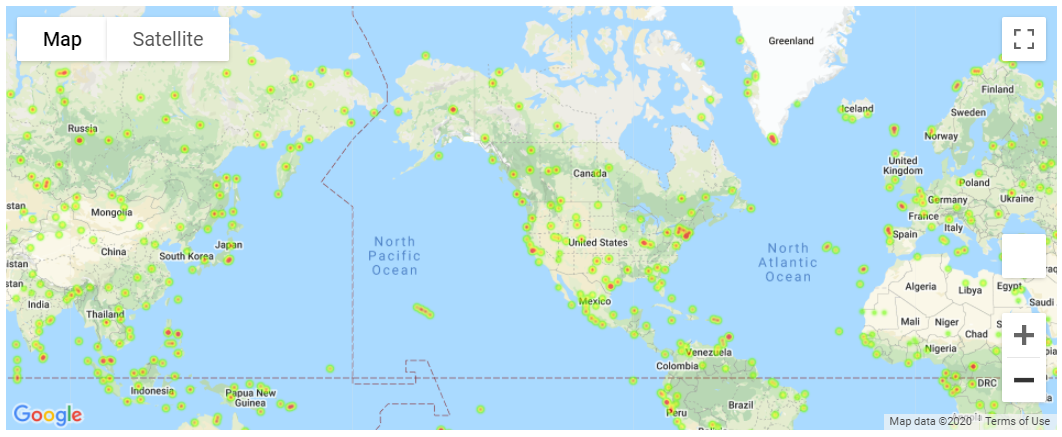 Map
Satellite
Greenland
Finland
Iceland
Sweden
Russia
Norway
Canada
United
Kingdom
Poland
stan
Mongolia
Germany
Ukraine
France
Japan
North
Pacific
Ocean
United States
North
Atlantic
Ocean
Spain
Italy
China
South Korea
istan
stan
Algeria
Libya
Egypt
Iraq
India
Mexico
Saudi
Thailand
Mali
Niger
Chad
Nigeria
Venezuela
Colombia
Indonesia
Papua New
Guinea
DRC
Peru
Brazil
Google
Map data ©2020
Terms of Use